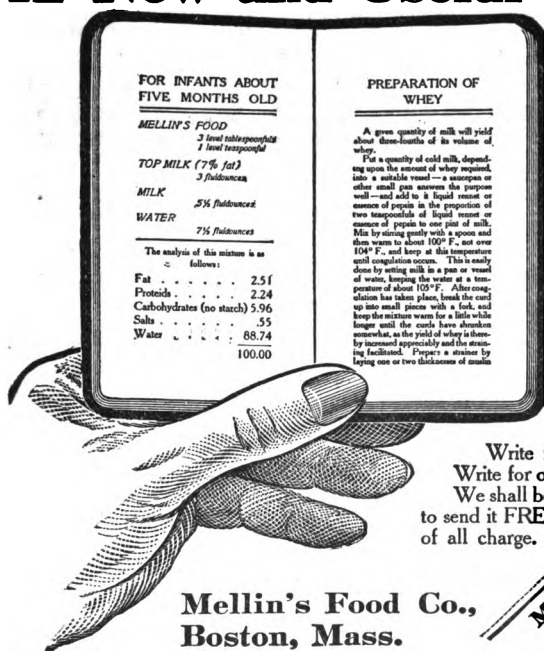 A New and Useful
FOR INFANTS ABOUT
FIVE MONTHS OLD
MELLIN'S FOOD
3 level tablespoonfuls
1 level teaspoonful
TOP MILK (7% fat)
3 fluidounces
MILK
5½ fluidounces
WATER
7½ fluidounces
The analysis of this mixture is as
follows:
Fat . . . . . . 2.51
Proteids . . . . . 2.24
Carbohydrates (no starch) 5.96
Salts . . . . . . .55
Water . . . . . 88.74
100.00
PREPARATION OF
WHEY
A given quantity of milk will yield
about three-fourths of its volume of
whey.
Put a quantity of cold milk, depend-
ing upon the amount of whey required,
into a suitable vessel — a saucepan or
other small pan answers the purpose
well — and add to it liquid rennet or
essence of pepsin in the proportion of
two teaspoonfuls of liquid rennet or
essence of pepsin to one pint of milk.
Mix by stirring gently with a spoon and
then warm to about 100° F., not over
104° F., and keep at this temperature
until coagulation occurs. This is easily
done by setting milk in a pan or vessel
of water, keeping the water at a tem-
perature of about 105° F. After coag-
ulation has taken place, break the curd
up into small pieces with a fork, and
keep the mixture warm for a little while
longer until the curds have shrunken
somewhat, as the yield of whey is there-
by increased appreciably and the strain-
ing facilitated. Prepare a strainer by
laying one or two thicknesses of muslin
Write
Write for
We shall be
to send it FREE
of all charge.
Mellin's Food Co.,
Boston, Mass.